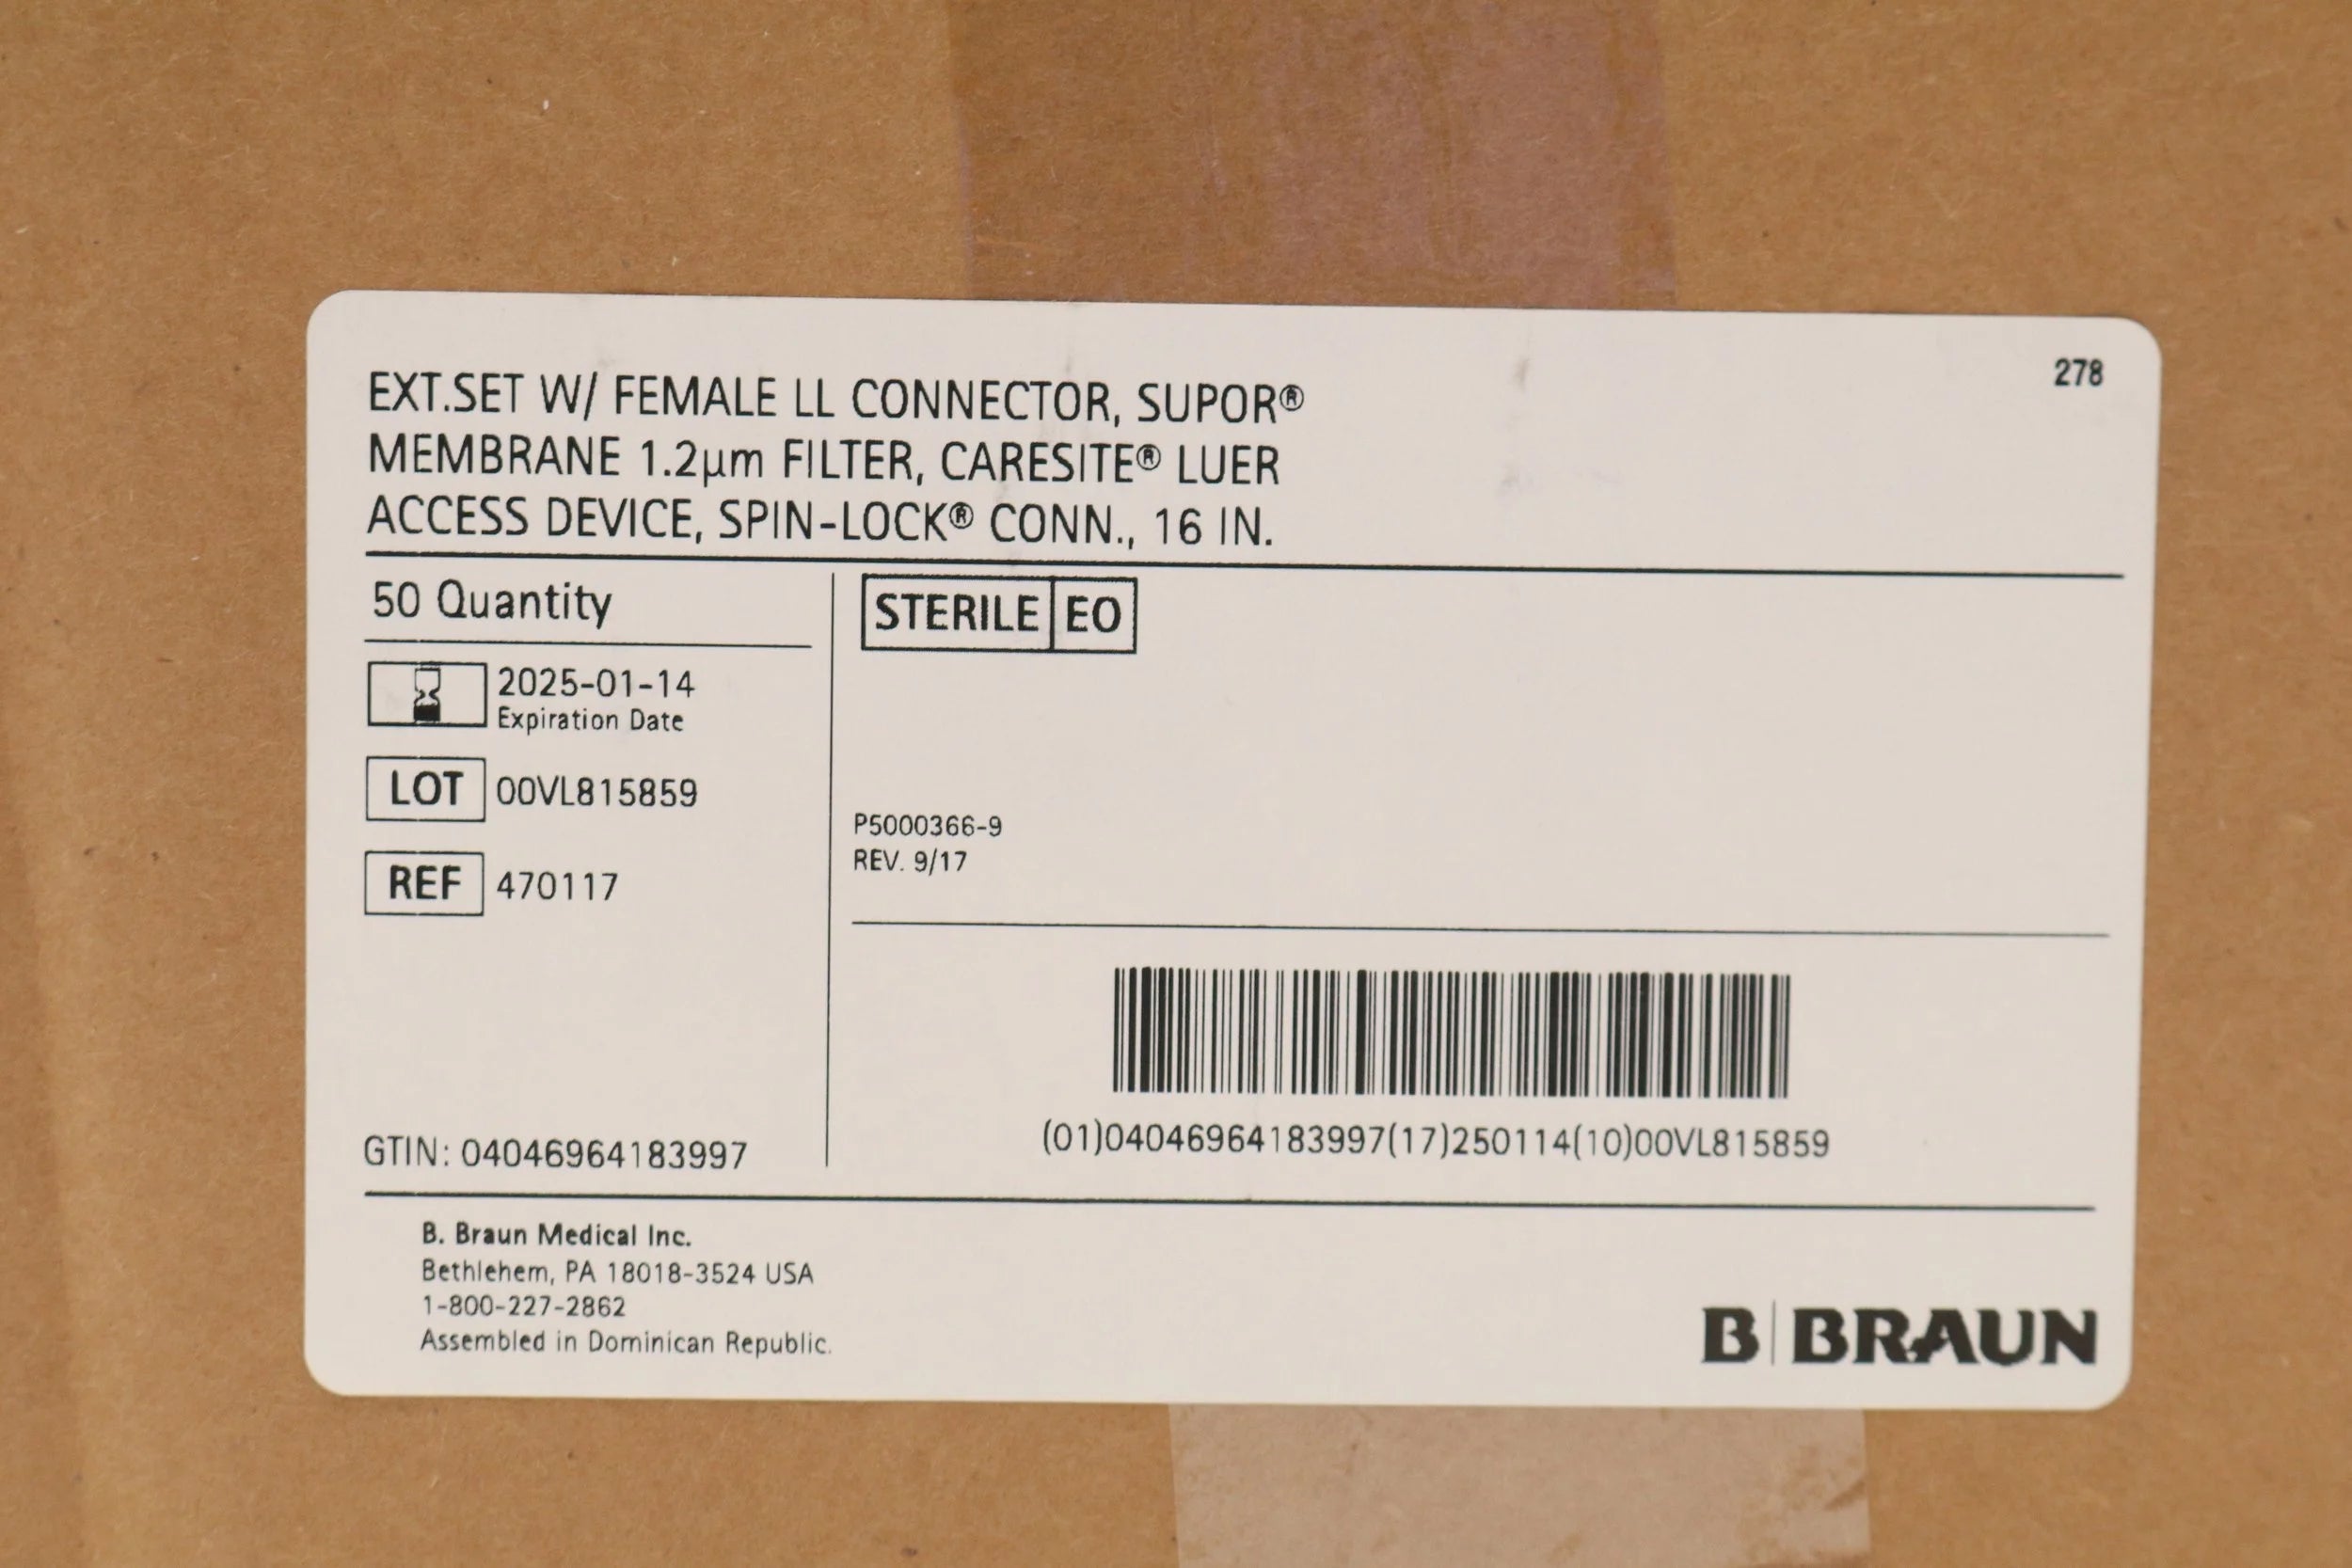 278
EXT.SET W/ FEMALE LL CONNECTOR, SUPOR®
MEMBRANE 1.2µm FILTER, CARESITE® LUER
ACCESS DEVICE, SPIN-LOCK® CONN., 16 IN.
50 Quantity
STERILE EO
2025-01-14
Expiration Date
LOT 00VL815859
REF 470117
P5000366-9
REV. 9/17
GTIN: 04046964183997
(01)04046964183997(17)250114(10)00VL815859
B. Braun Medical Inc.
Bethlehem, PA 18018-3524 USA
1-800-227-2862
Assembled in Dominican Republic.
B BRAUN